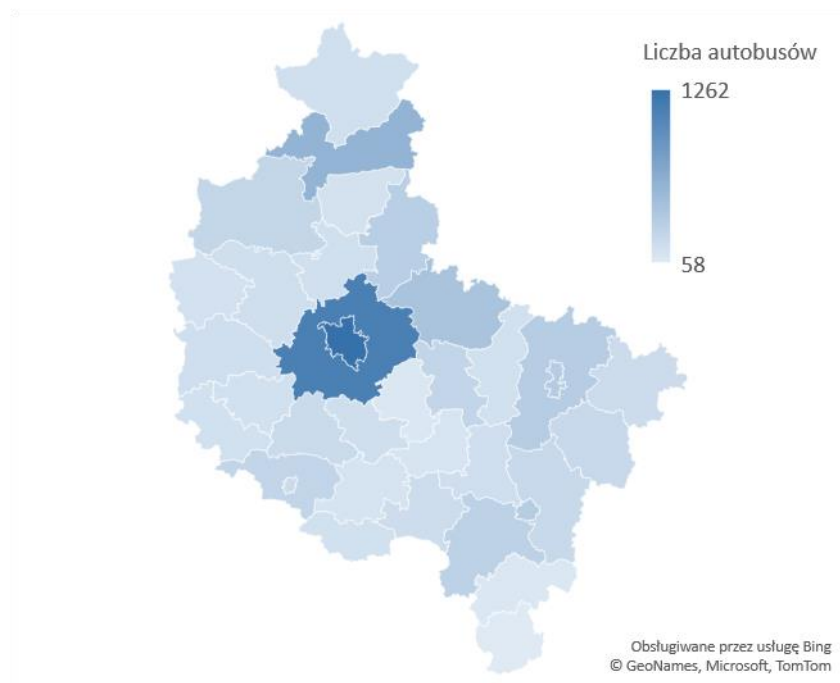 Liczba autobusów
1262
58
Obsługiwane przez usługę Bing
© GeoNames, Microsoft, TomTom